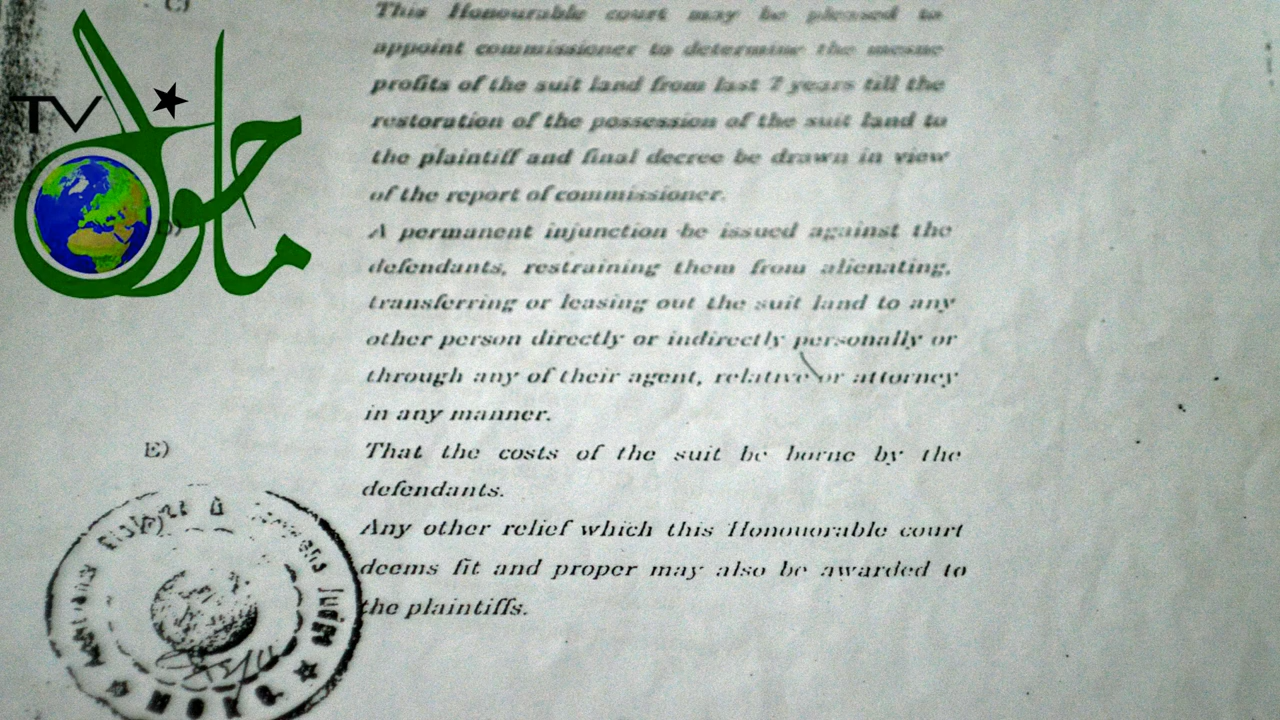 TV
ماحول
C)
This Honourable court may be pleased to
appoint commissioner to determine the mesne
profits of the suit land from last 7 years till the
restoration of the possession of the suit land to
the plaintiff and final decree be drawn in view
of the report of commissioner.
D)
A permanent injunction be issued against the
defendants, restraining them from alienating,
transferring or leasing out the suit land to any
other person directly or indirectly personally or
through any of their agent, relative or attorney
in any manner.
E)
That the costs of the suit be borne by the
defendants.
Any other relief which this Honouorable court
deems fit and proper may also be awarded to
the plaintiffs.
Sessions Judge